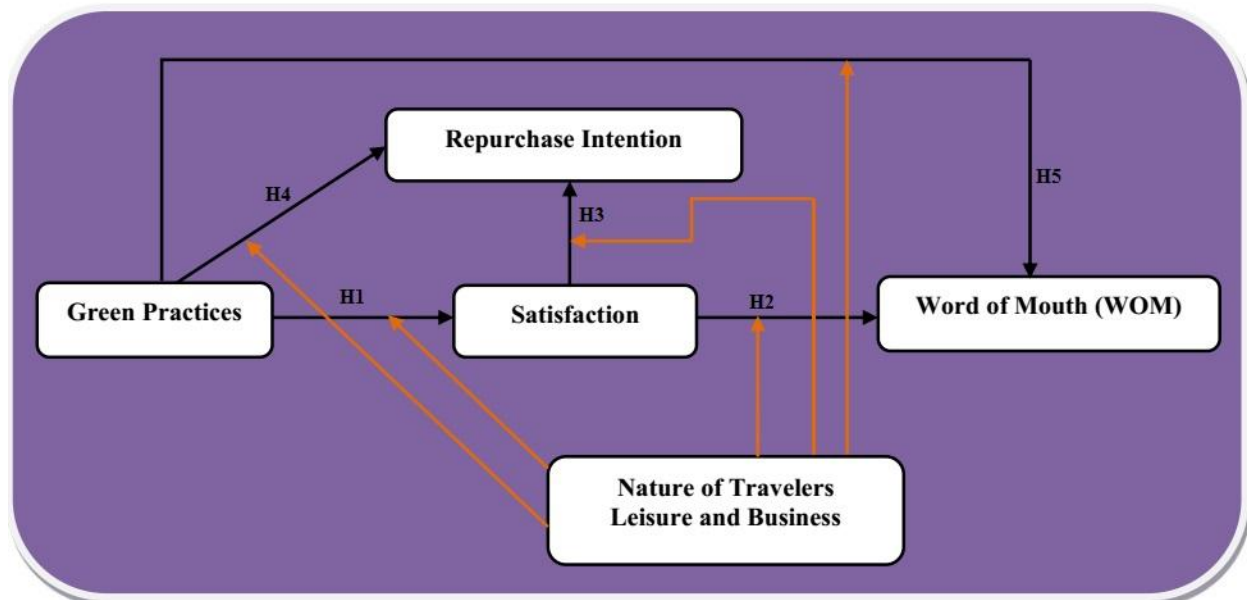 Repurchase Intention
H4
H3
H5
Green Practices
H1
Satisfaction
H2
Word of Mouth (WOM)
Nature of Travelers
Leisure and Business